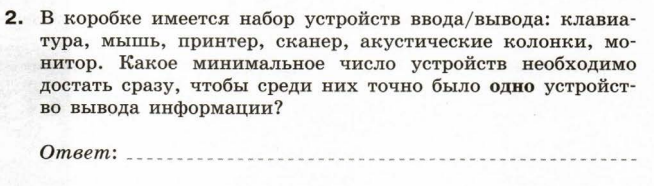 2. В коробке имеется набор устройств ввода/вывода: клавиа-
тура, мышь, принтер, сканер, акустические колонки, мо-
нитор. Какое минимальное число устройств необходимо
достать сразу, чтобы среди них точно было одно устройст-
во вывода информации?
Ответ: